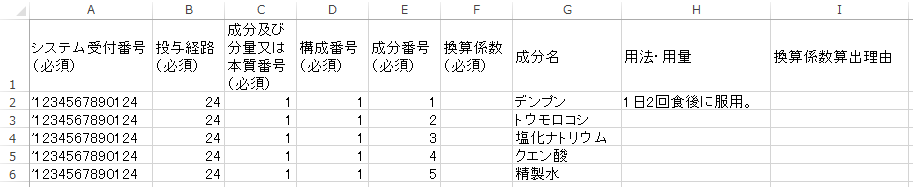 A B C D E F G H I
1 システム受付番号（必須） 投与経路（必須） 成分及び分量又は本質番号（必須） 構成番号（必須） 成分番号（必須） 換算係数（必須） 成分名 用法・用量 換算係数算出理由
2 '1234567890124 24 1 1 1 デンプン 1日2回食後に服用。
3 '1234567890124 24 1 1 2 トウモロコシ
4 '1234567890124 24 1 1 3 塩化ナトリウム
5 '1234567890124 24 1 1 4 クエン酸
6 '1234567890124 24 1 1 5 精製水